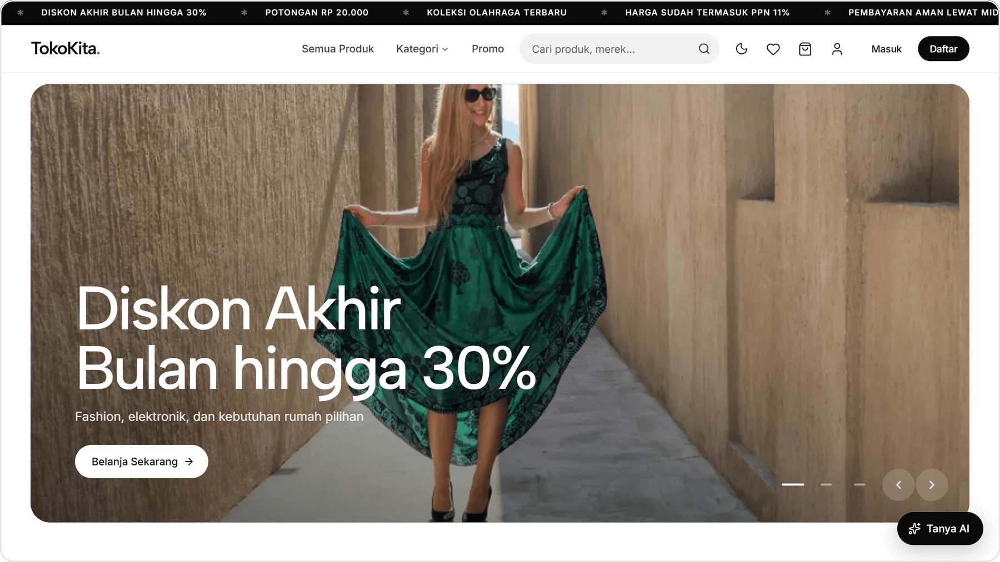 * DISKON AKHIR BULAN HINGGA 30% * POTONGAN RP 20.000 * KOLEKSI OLAHRAGA TERBARU * HARGA SUDAH TERMASUK PPN 11% * PEMBAYARAN AMAN LEWAT MID
TokoKita. Semua Produk Kategori Promo Cari produk, merek... Masuk Daftar
Diskon Akhir
Bulan hingga 30%
Fashion, elektronik, dan kebutuhan rumah pilihan
Belanja Sekarang →
Tanya AI